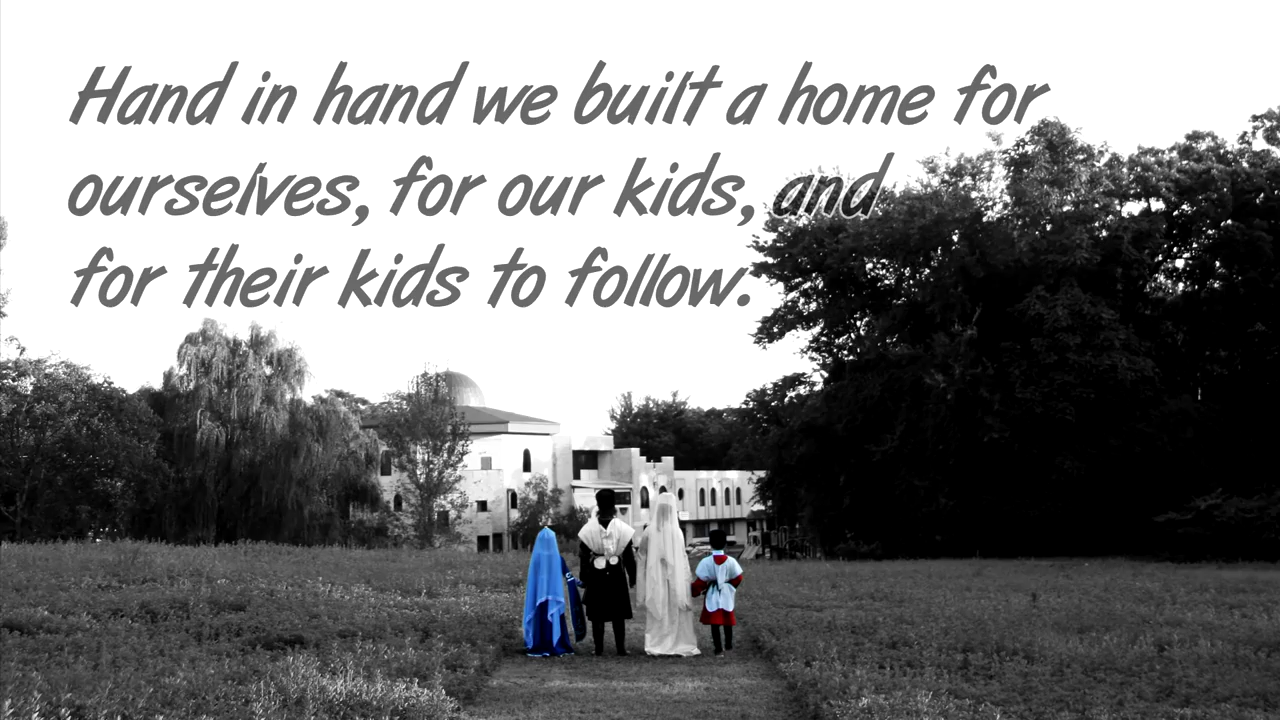 Hand in hand we built a home for
ourselves, for our kids, and
for their kids to follow.